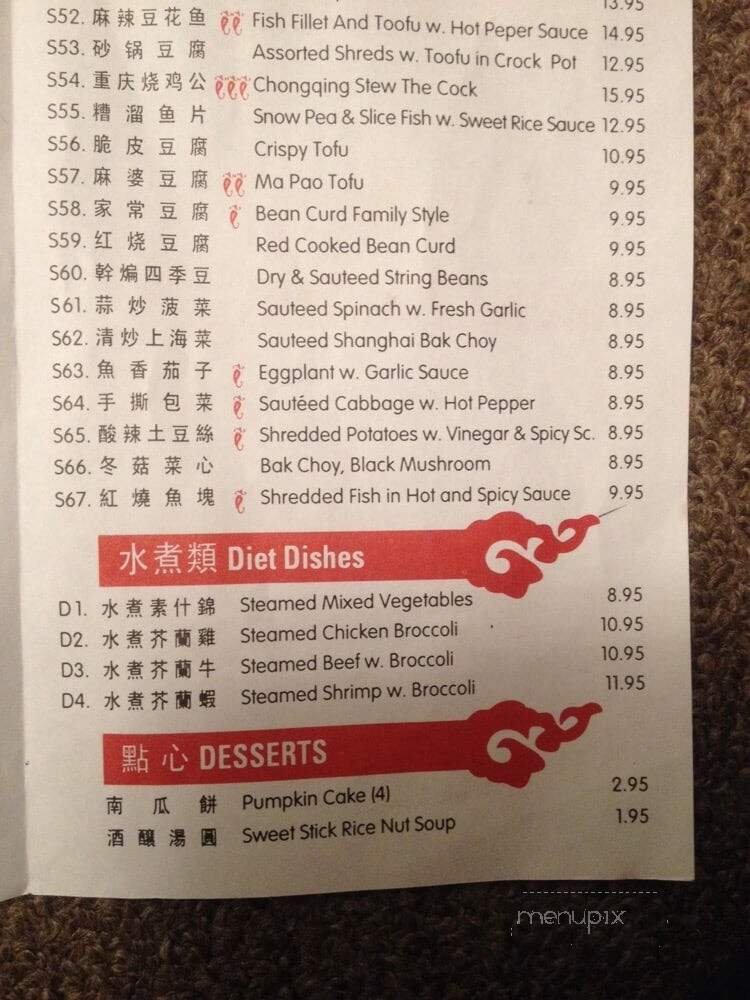 13.95
S52. 麻辣豆花鱼 Fish Fillet And Toofu w. Hot Peper Sauce 14.95
S53. 砂锅豆腐 Assorted Shreds w. Toofu in Crock Pot 12.95
S54. 重庆烧鸡公 Chongqing Stew The Cock 15.95
S55. 糟溜鱼片 Snow Pea & Slice Fish w. Sweet Rice Sauce 12.95
S56. 脆皮豆腐 Crispy Tofu 10.95
S57. 麻婆豆腐 Ma Pao Tofu 9.95
S58. 家常豆腐 Bean Curd Family Style 9.95
S59. 红烧豆腐 Red Cooked Bean Curd 9.95
S60. 幹煸四季豆 Dry & Sauteed String Beans 8.95
S61. 蒜炒菠菜 Sauteed Spinach w. Fresh Garlic 8.95
S62. 清炒上海菜 Sauteed Shanghai Bak Choy 8.95
S63. 魚香茄子 Eggplant w. Garlic Sauce 8.95
S64. 手撕包菜 Sautéed Cabbage w. Hot Pepper 8.95
S65. 酸辣土豆絲 Shredded Potatoes w. Vinegar & Spicy Sc. 8.95
S66. 冬菇菜心 Bak Choy, Black Mushroom 8.95
S67. 紅燒魚塊 Shredded Fish in Hot and Spicy Sauce 9.95
水煮類 Diet Dishes
D1. 水煮素什錦 Steamed Mixed Vegetables 8.95
D2. 水煮芥蘭雞 Steamed Chicken Broccoli 10.95
D3. 水煮芥蘭牛 Steamed Beef w. Broccoli 10.95
D4. 水煮芥蘭蝦 Steamed Shrimp w. Broccoli 11.95
點心 DESSERTS
南瓜餅 Pumpkin Cake (4) 2.95
酒釀湯圓 Sweet Stick Rice Nut Soup 1.95
menupix